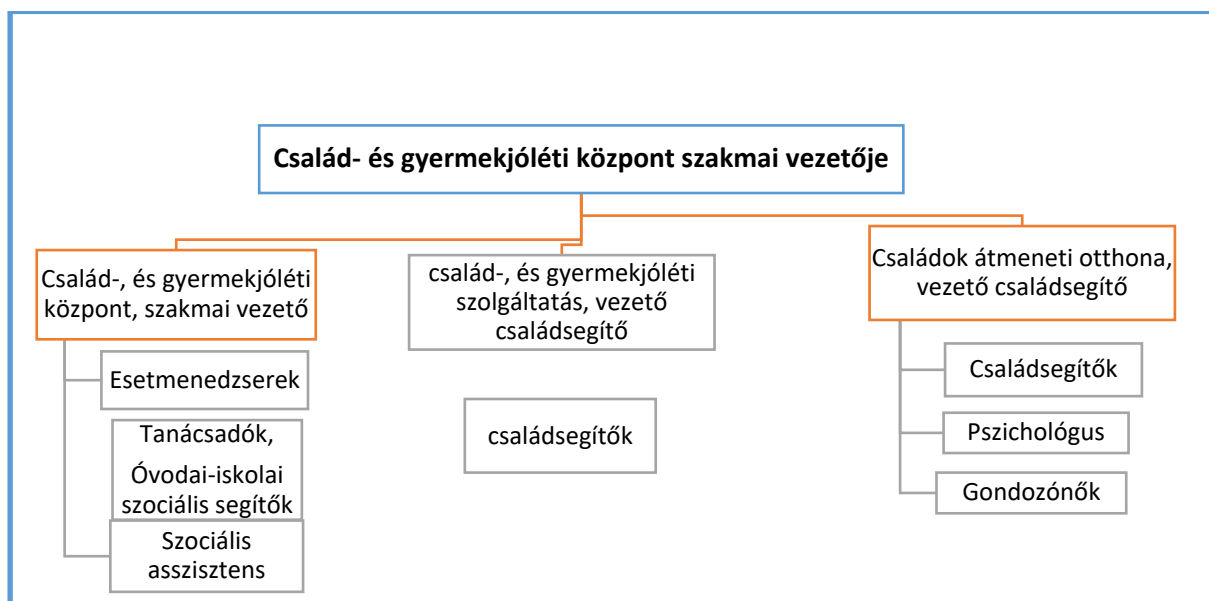 Család- és gyermekjóléti központ szakmai vezetője
Család-, és gyermekjóléti
központ, szakmai vezető
Esetmenedzserek
Tanácsadók,
Óvodai-iskolai
szociális segítők
Szociális
asszisztens
család-, és gyermekjóléti
szolgáltatás, vezető
családsegítő
családsegítők
Családok átmeneti otthona,
vezető családsegítő
Családsegítők
Pszichológus
Gondozónők